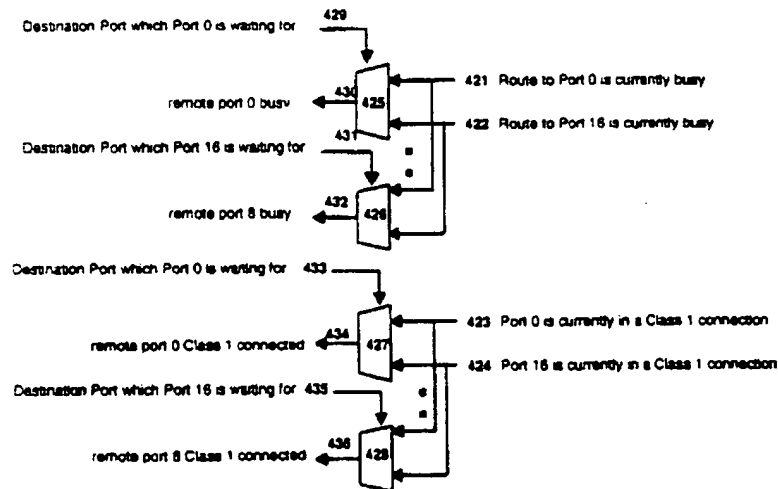 429
Destination Port which Port 0 is waiting for
421 Route to Port 0 is currently busy
430
425
remote port 0 busy
422 Route to Port 16 is currently busy
431
Destination Port which Port 16 is waiting for
432
426
remote port 8 busy
Destination Port which Port 0 is waiting for 433
423 Port 0 is currently in a Class 1 connection
434
427
remote port 0 Class 1 connected
424 Port 16 is currently in a Class 1 connection
Destination Port which Port 16 is waiting for 435
436
428
remote port 8 Class 1 connected